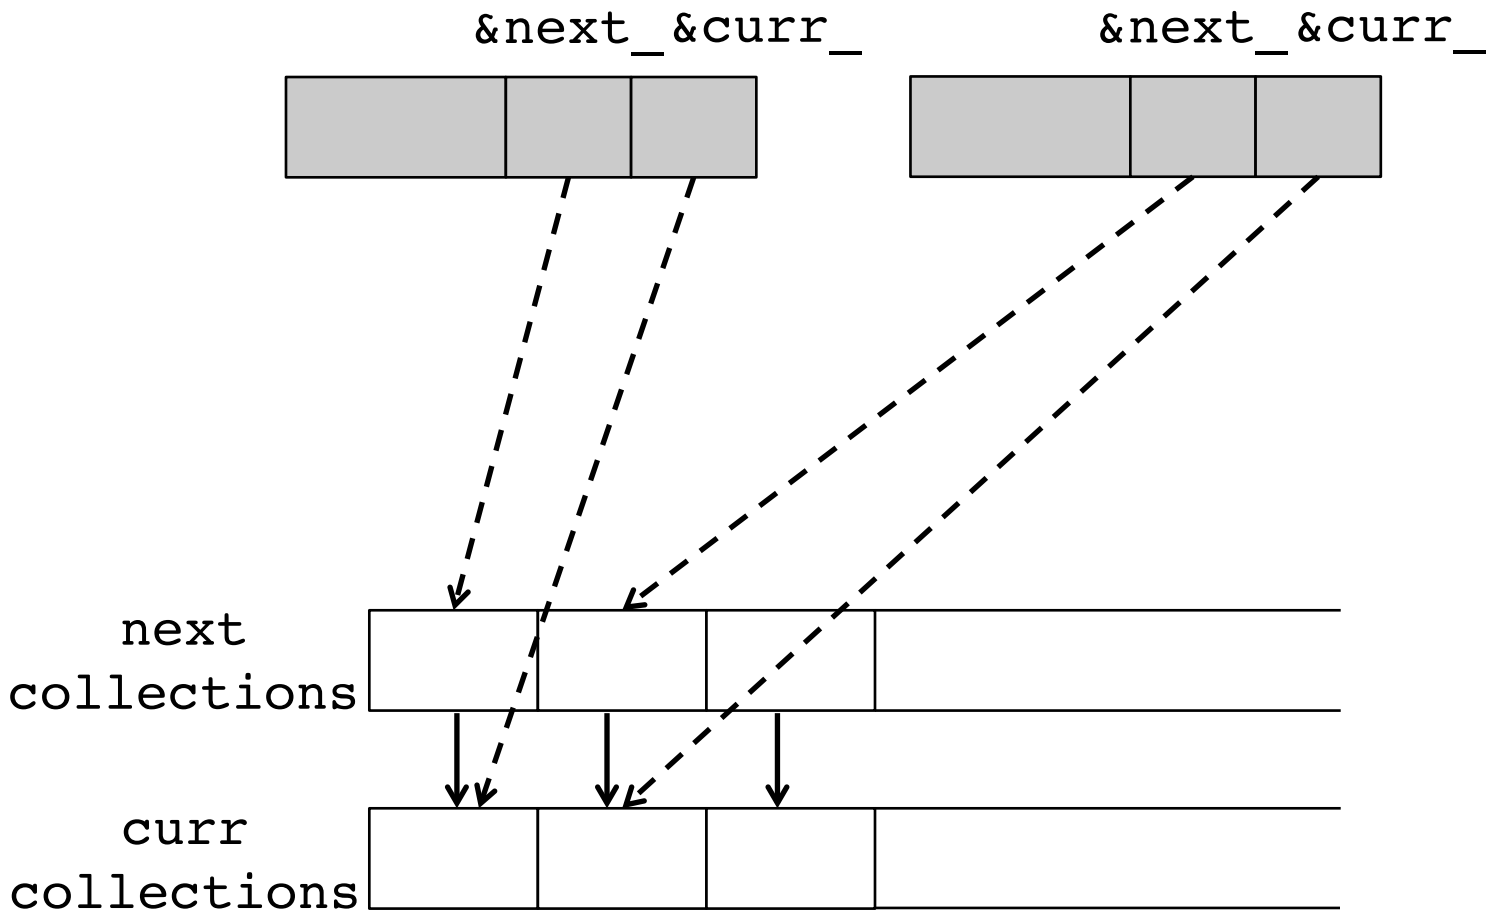 &next_ &curr_ &next_ &curr_
next
collections
curr
collections